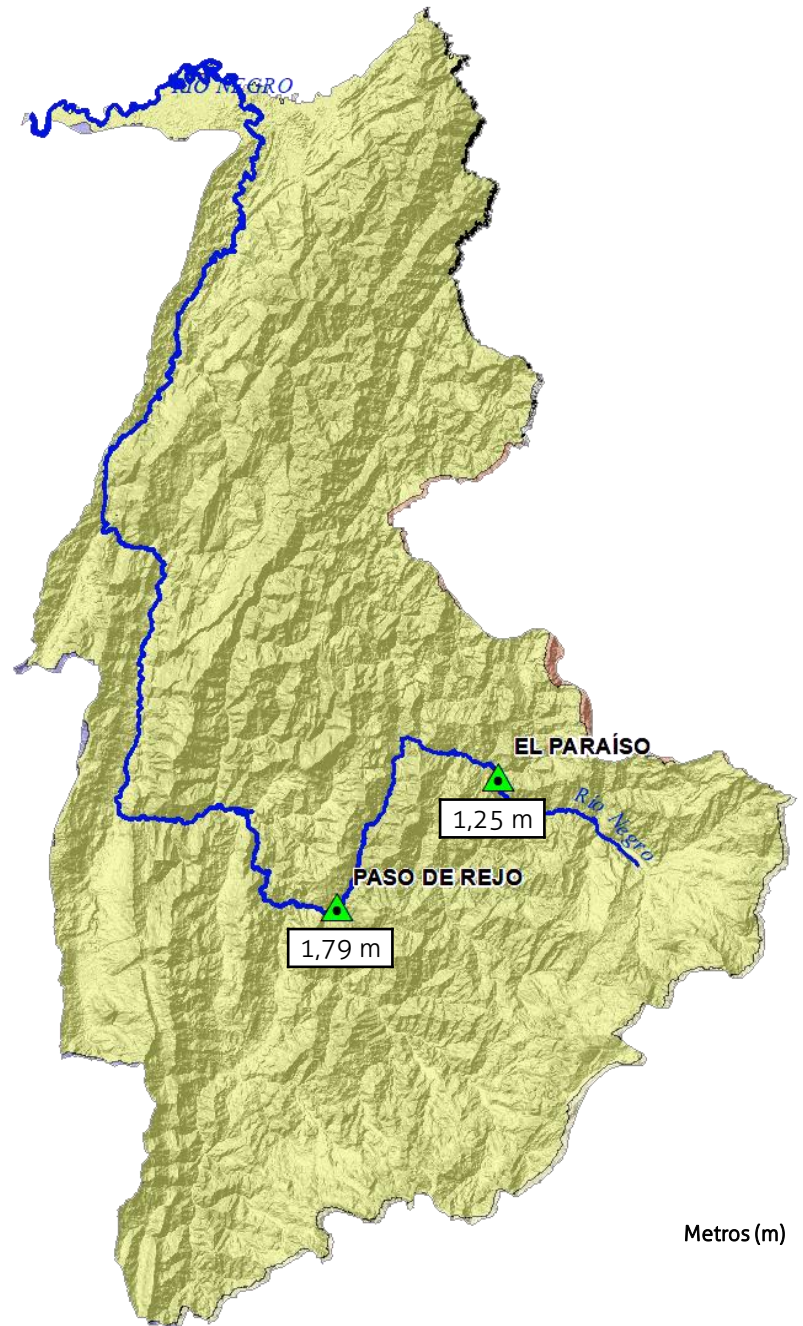 RÍO NEGRO
EL PARAÍSO
1,25 m
Río Negro
PASO DE REJO
1,79 m
Metros (m)